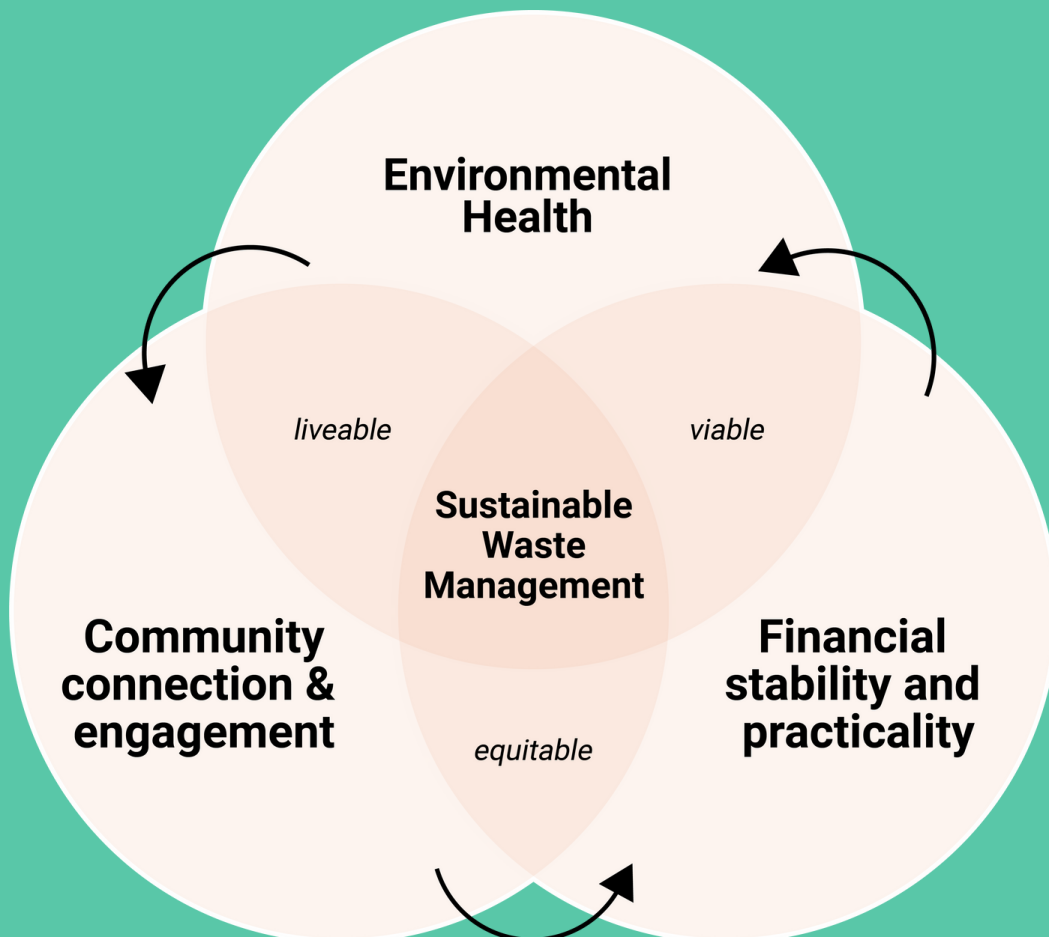 Environmental
Health
liveable
viable
Sustainable
Waste
Management
Community
connection &
engagement
Financial
stability and
practicality
equitable